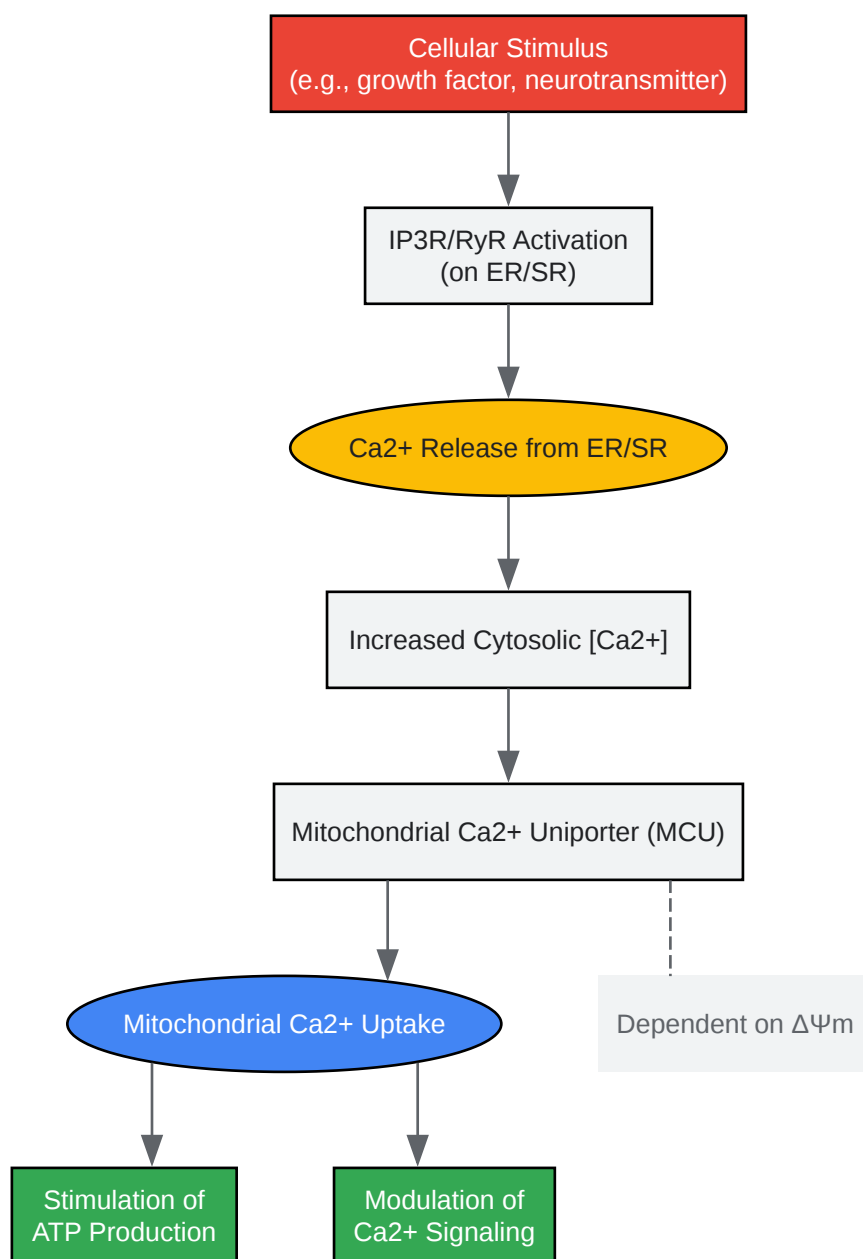 Cellular Stimulus
(e.g., growth factor, neurotransmitter)
IP3R/RyR Activation
(on ER/SR)
Ca2+ Release from ER/SR
Increased Cytosolic [Ca2+]
Mitochondrial Ca2+ Uniporter (MCU)
Mitochondrial Ca2+ Uptake
Dependent on ΔΨm
Stimulation of
ATP Production
Modulation of
Ca2+ Signaling